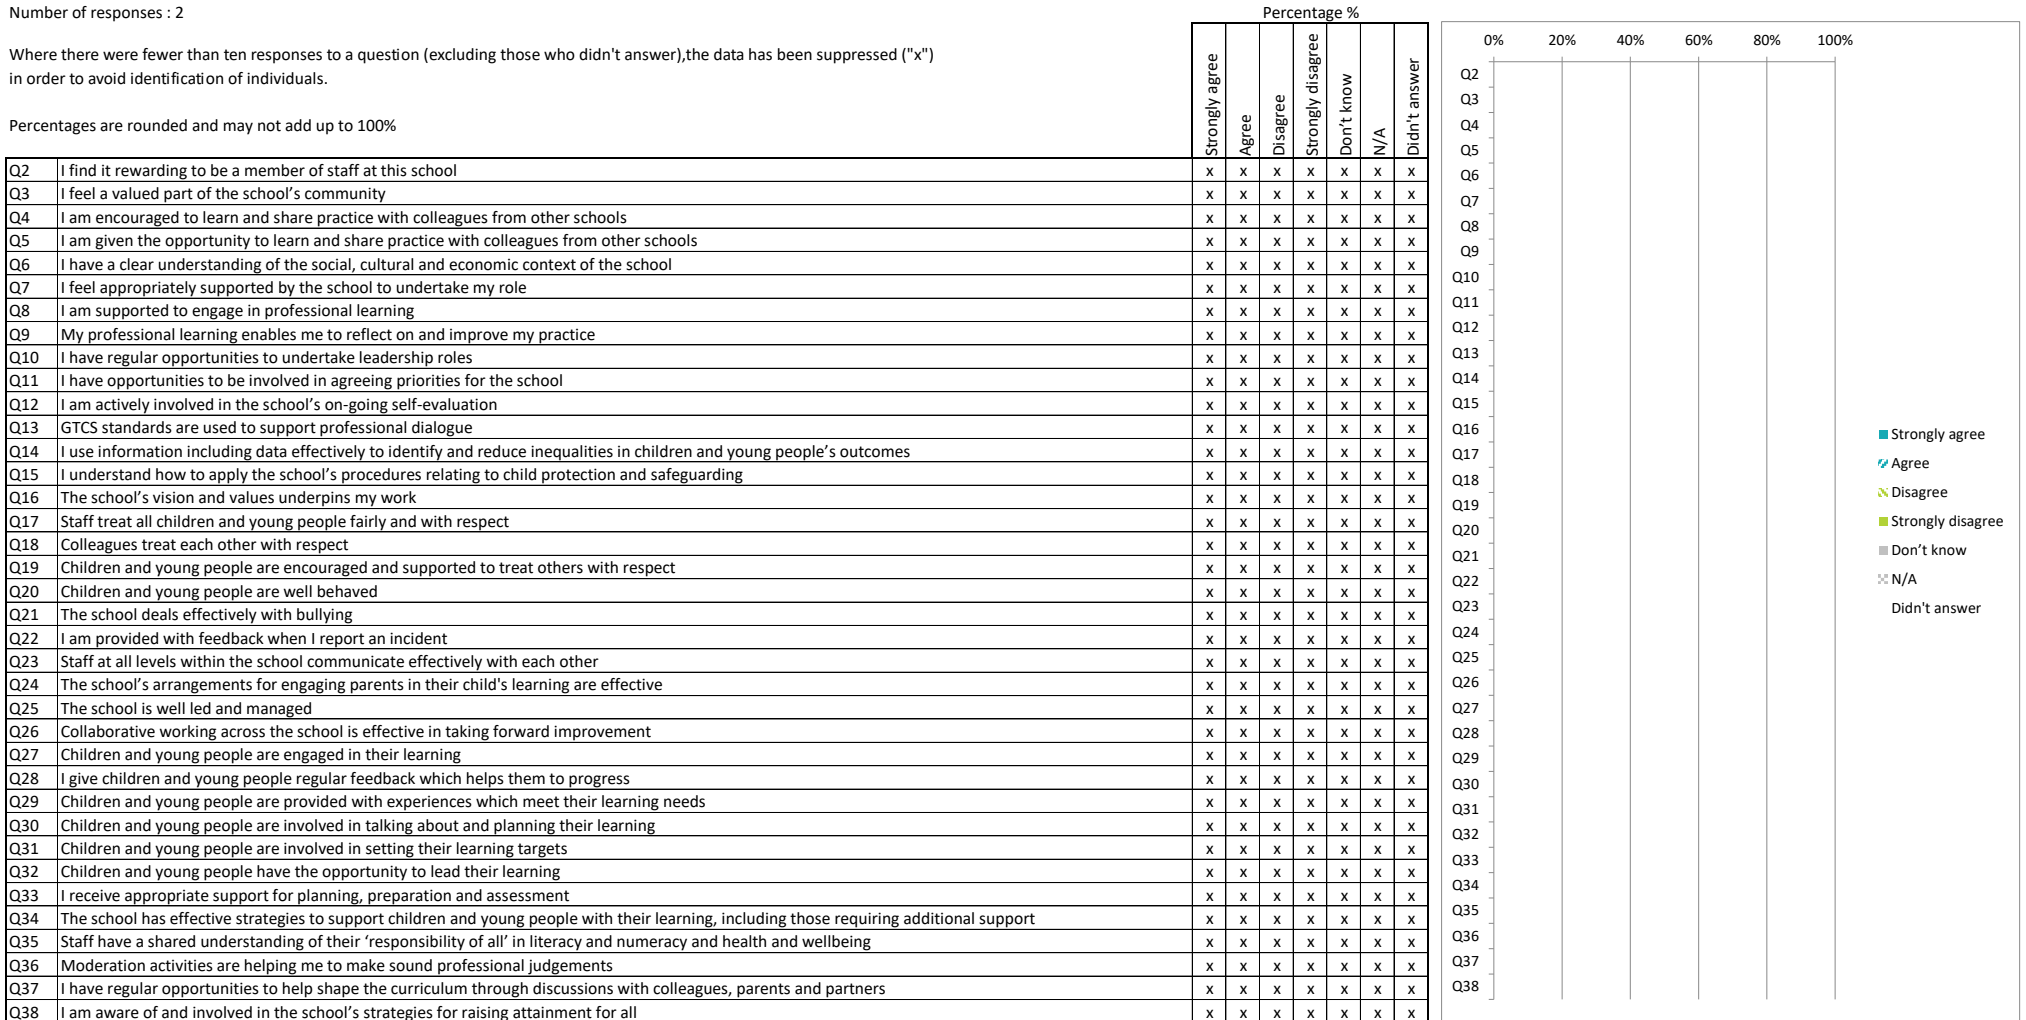 Number of responses : 2
Percentage %
Where there were fewer than ten responses to a question (excluding those who didn't answer),the data has been suppressed ("x")
in order to avoid identification of individuals.
Percentages are rounded and may not add up to 100%
Strongly agree
Agree
Disagree
Strongly disagree
Don't know
N/A
Didn't answer
Q2 I find it rewarding to be a member of staff at this school x x x x x x x
Q3 I feel a valued part of the school’s community x x x x x x x
Q4 I am encouraged to learn and share practice with colleagues from other schools x x x x x x x
Q5 I am given the opportunity to learn and share practice with colleagues from other schools x x x x x x x
Q6 I have a clear understanding of the social, cultural and economic context of the school x x x x x x x
Q7 I feel appropriately supported by the school to undertake my role x x x x x x x
Q8 I am supported to engage in professional learning x x x x x x x
Q9 My professional learning enables me to reflect on and improve my practice x x x x x x x
Q10 I have regular opportunities to undertake leadership roles x x x x x x x
Q11 I have opportunities to be involved in agreeing priorities for the school x x x x x x x
Q12 I am actively involved in the school’s on-going self-evaluation x x x x x x x
Q13 GTCS standards are used to support professional dialogue x x x x x x x
Q14 I use information including data effectively to identify and reduce inequalities in children and young people’s outcomes x x x x x x x
Q15 I understand how to apply the school’s procedures relating to child protection and safeguarding x x x x x x x
Q16 The school’s vision and values underpins my work x x x x x x x
Q17 Staff treat all children and young people fairly and with respect x x x x x x x
Q18 Colleagues treat each other with respect x x x x x x x
Q19 Children and young people are encouraged and supported to treat others with respect x x x x x x x
Q20 Children and young people are well behaved x x x x x x x
Q21 The school deals effectively with bullying x x x x x x x
Q22 I am provided with feedback when I report an incident x x x x x x x
Q23 Staff at all levels within the school communicate effectively with each other x x x x x x x
Q24 The school’s arrangements for engaging parents in their child's learning are effective x x x x x x x
Q25 The school is well led and managed x x x x x x x
Q26 Collaborative working across the school is effective in taking forward improvement x x x x x x x
Q27 Children and young people are engaged in their learning x x x x x x x
Q28 I give children and young people regular feedback which helps them to progress x x x x x x x
Q29 Children and young people are provided with experiences which meet their learning needs x x x x x x x
Q30 Children and young people are involved in talking about and planning their learning x x x x x x x
Q31 Children and young people are involved in setting their learning targets x x x x x x x
Q32 Children and young people have the opportunity to lead their learning x x x x x x x
Q33 I receive appropriate support for planning, preparation and assessment x x x x x x x
Q34 The school has effective strategies to support children and young people with their learning, including those requiring additional support x x x x x x x
Q35 Staff have a shared understanding of their ‘responsibility of all’ in literacy and numeracy and health and wellbeing x x x x x x x
Q36 Moderation activities are helping me to make sound professional judgements x x x x x x x
Q37 I have regular opportunities to help shape the curriculum through discussions with colleagues, parents and partners x x x x x x x
Q38 I am aware of and involved in the school’s strategies for raising attainment for all x x x x x x x
0% 20% 40% 60% 80% 100%
Q2
Q3
Q4
Q5
Q6
Q7
Q8
Q9
Q10
Q11
Q12
Q13
Q14
Q15
Q16
Q17
Q18
Q19
Q20
Q21
Q22
Q23
Q24
Q25
Q26
Q27
Q28
Q29
Q30
Q31
Q32
Q33
Q34
Q35
Q36
Q37
Q38
Strongly agree
Agree
Disagree
Strongly disagree
Don’t know
N/A
Didn't answer